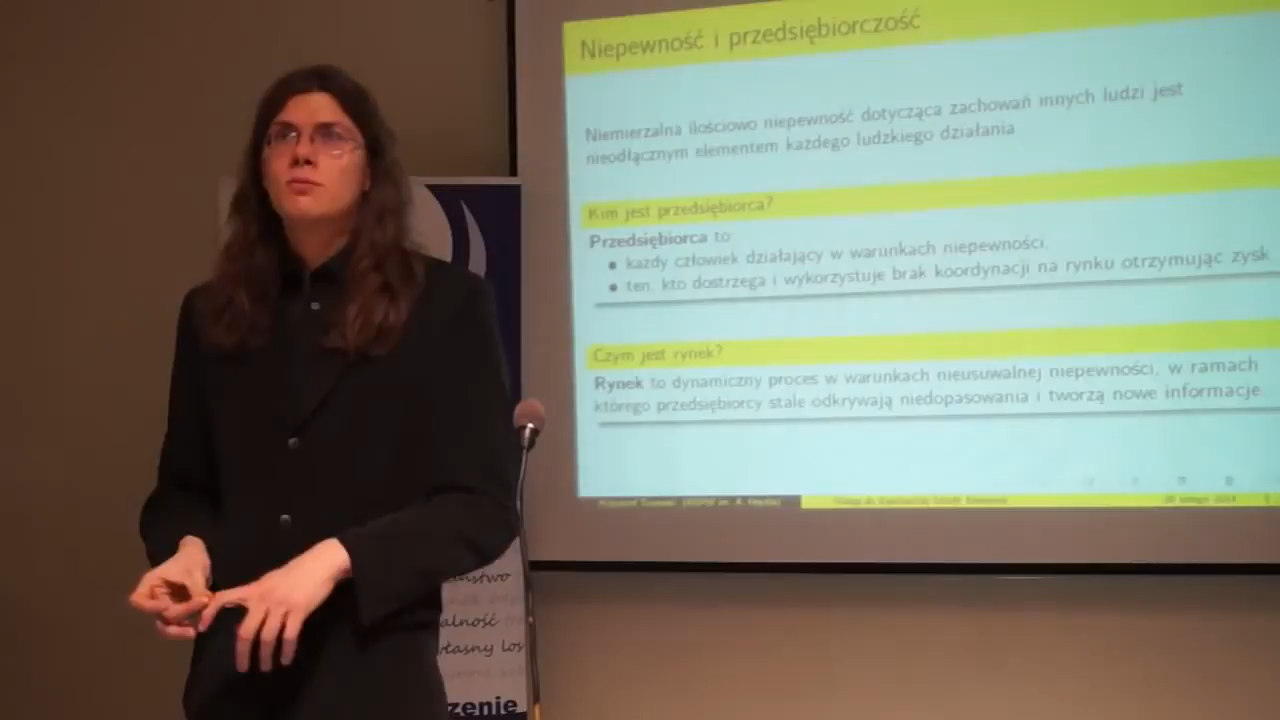 Niepewność i przedsiębiorczość
Niemierzalna ilościowo niepewność dotycząca zachowań innych ludzi jest
nieodłącznym elementem każdego ludzkiego działania
Kim jest przedsiębiorca?
Przedsiębiorca to
każdy człowiek działający w warunkach niepewności,
ten, kto dostrzega i wykorzystuje brak koordynacji na rynku otrzymując zysk
Czym jest rynek?
Rynek to dynamiczny proces w warunkach nieusuwalnej niepewności, w ramach
którego przedsiębiorcy stale odkrywają niedopasowania i tworzą nowe informacje
alność
własny los
zenie